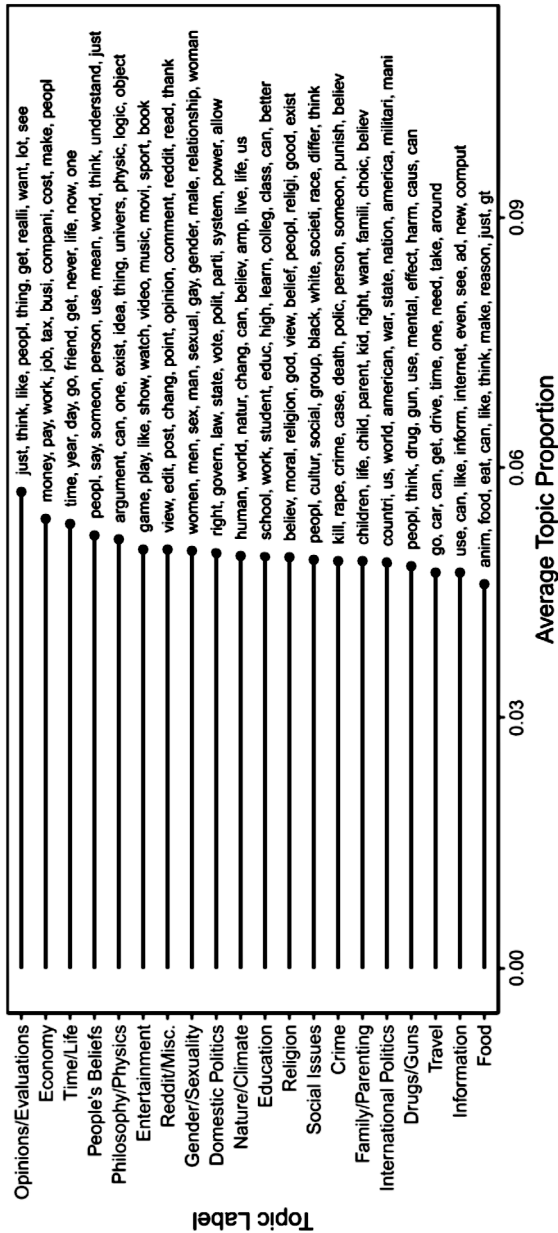 Topic Label
Opinions/Evaluations
just, think, like, peopl, thing, get, realli, want, lot, see
Economy
money, pay, work, job, tax, busi, compani, cost, make, peopl
Time/Life
time, year, day, go, friend, get, never, life, now, one
People's Beliefs
peopl, say, someon, person, use, mean, word, think, understand, just
Philosophy/Physics
argument, can, one, exist, idea, thing, univers, physic, logic, object
Entertainment
game, play, like, show, watch, video, music, movi, sport, book
Reddit/Misc.
view, edit, post, chang, point, opinion, comment, reddit, read, thank
Gender/Sexuality
women, men, sex, man, sexual, gay, gender, male, relationship, woman
Domestic Politics
right, govern, law, state, vote, polit, parti, system, power, allow
Nature/Climate
human, world, natur, chang, can, believ, amp, live, life, us
Education
school, work, student, educ, high, learn, colleg, class, can, better
Religion
believ, moral, religion, god, view, belief, peopl, religi, good, exist
Social Issues
peopl, cultur, social, group, black, white, societi, race, differ, think
Crime
kill, rape, crime, case, death, polic, person, someon, punish, believ
Family/Parenting
children, life, child, parent, kid, right, want, famili, choic, believ
International Politics
countri, us, world, american, war, state, nation, america, militari, mani
Drugs/Guns
peopl, think, drug, gun, use, mental, effect, harm, caus, can
Travel
go, car, can, get, drive, time, one, need, take, around
Information
use, can, like, inform, internet, even, see, ad, new, comput
Food
anim, food, eat, can, like, think, make, reason, just, gt
0.00 0.03 0.06 0.09
Average Topic Proportion